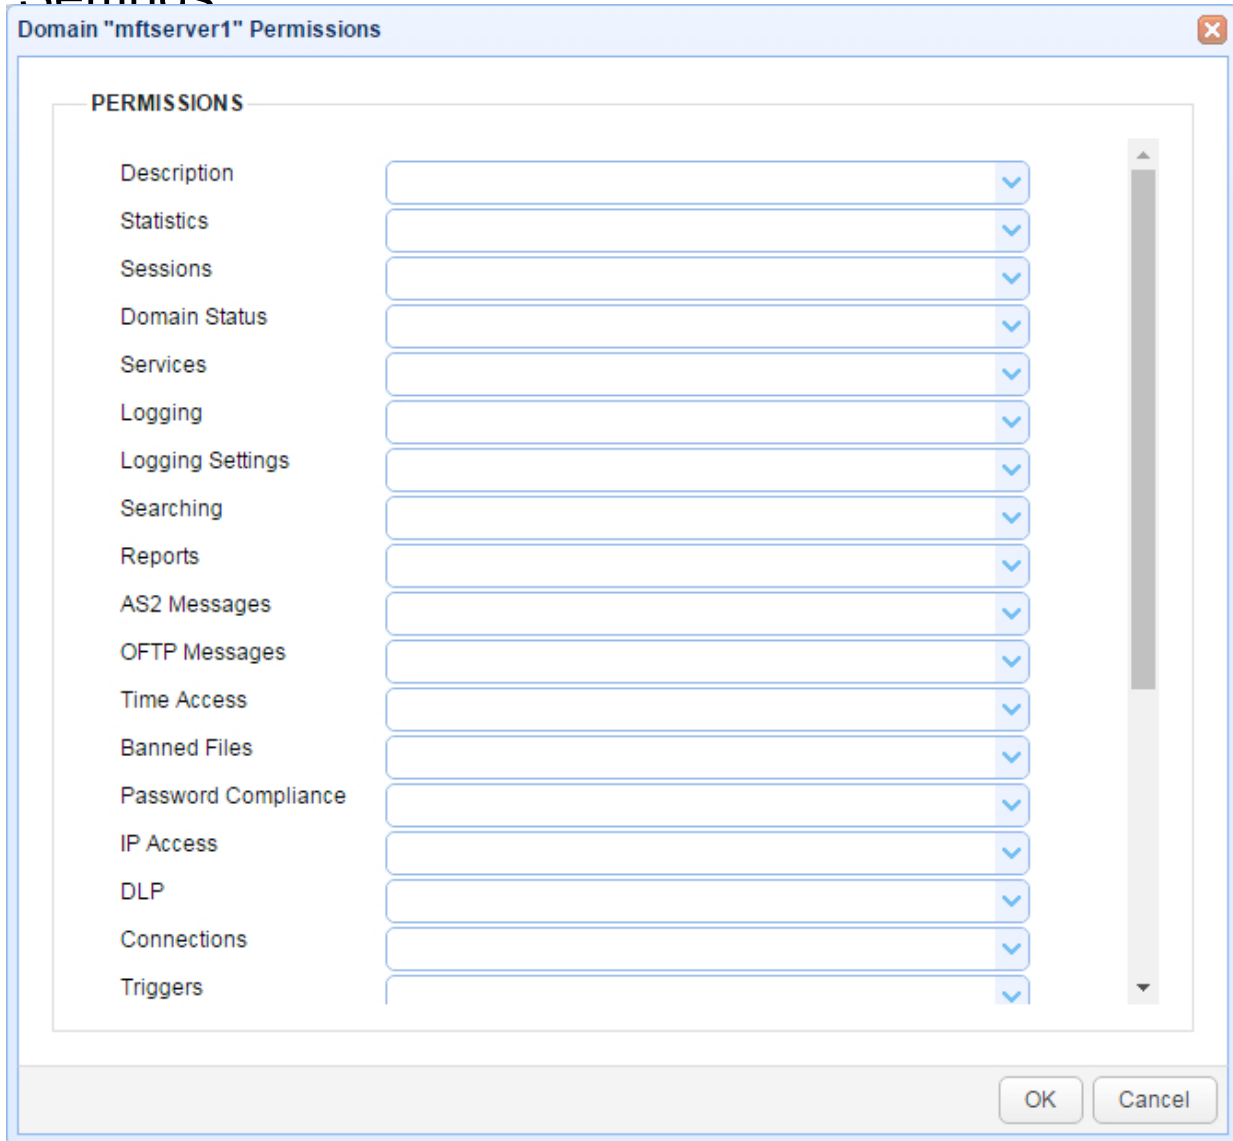 Settings
Domain "mftserver1" Permissions
PERMISSIONS
Description
Statistics
Sessions
Domain Status
Services
Logging
Logging Settings
Searching
Reports
AS2 Messages
OFTP Messages
Time Access
Banned Files
Password Compliance
IP Access
DLP
Connections
Triggers
OK Cancel